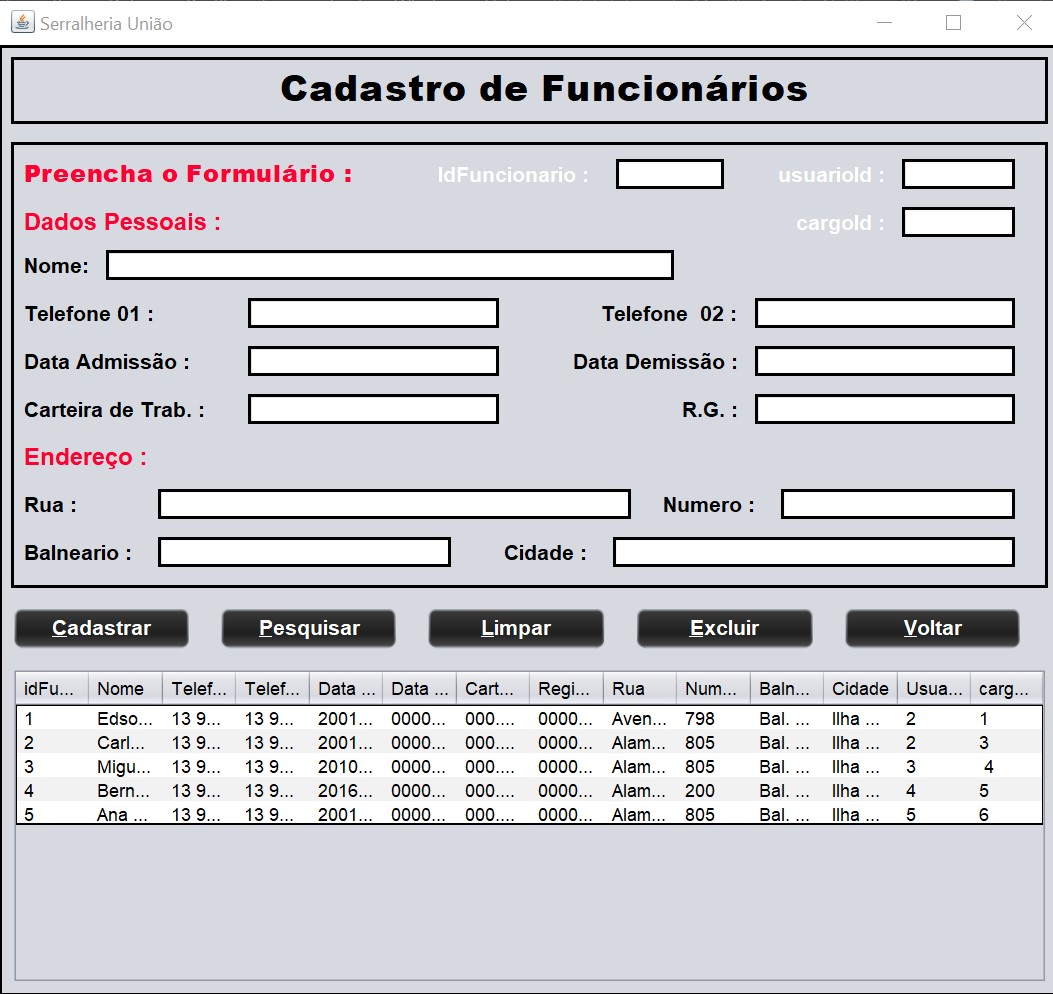 Serralheria União
Cadastro de Funcionários
Preencha o Formulário : IdFuncionario : usuarioId :
Dados Pessoais : cargoId :
Nome:
Telefone 01 : Telefone 02 :
Data Admissão : Data Demissão :
Carteira de Trab. : R.G. :
Endereço :
Rua : Numero :
Balneario : Cidade :
Cadastrar Pesquisar Limpar Excluir Voltar
idFu... Nome Telef... Telef... Data ... Data ... Cart... Regi... Rua Num... Baln... Cidade Usua... carg...
1 Edso... 13 9... 13 9... 2001... 0000... 000.... 0000... Aven... 798 Bal. ... Ilha ... 2 1
2 Carl... 13 9... 13 9... 2001... 0000... 000.... 0000... Alam... 805 Bal. ... Ilha ... 2 3
3 Migu... 13 9... 13 9... 2010... 0000... 000.... 0000... Alam... 805 Bal. ... Ilha ... 3 4
4 Bern... 13 9... 13 9... 2016... 0000... 000.... 0000... Alam... 200 Bal. ... Ilha ... 4 5
5 Ana ... 13 9... 13 9... 2001... 0000... 000.... 0000... Alam... 805 Bal. ... Ilha ... 5 6